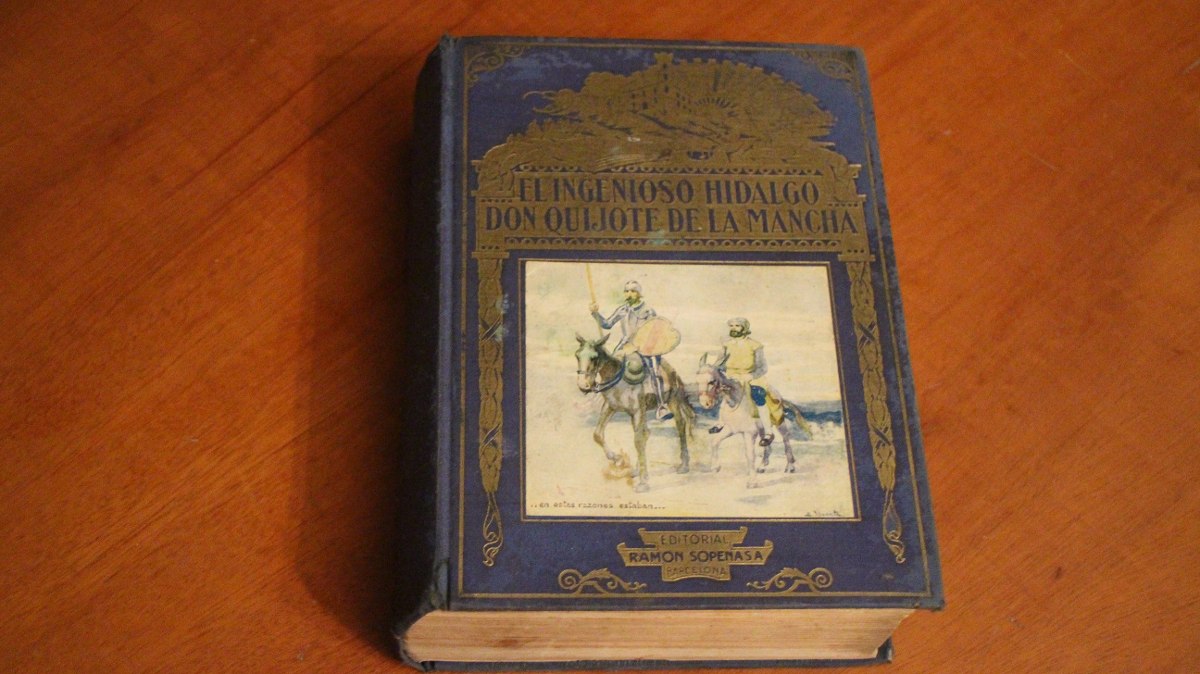 EL INGENIOSO HIDALGO
DON QUIJOTE DE LA MANCHA
..en estas razones estaban...
EDITORIAL
RAMON SOPENA S A
BARCELONA